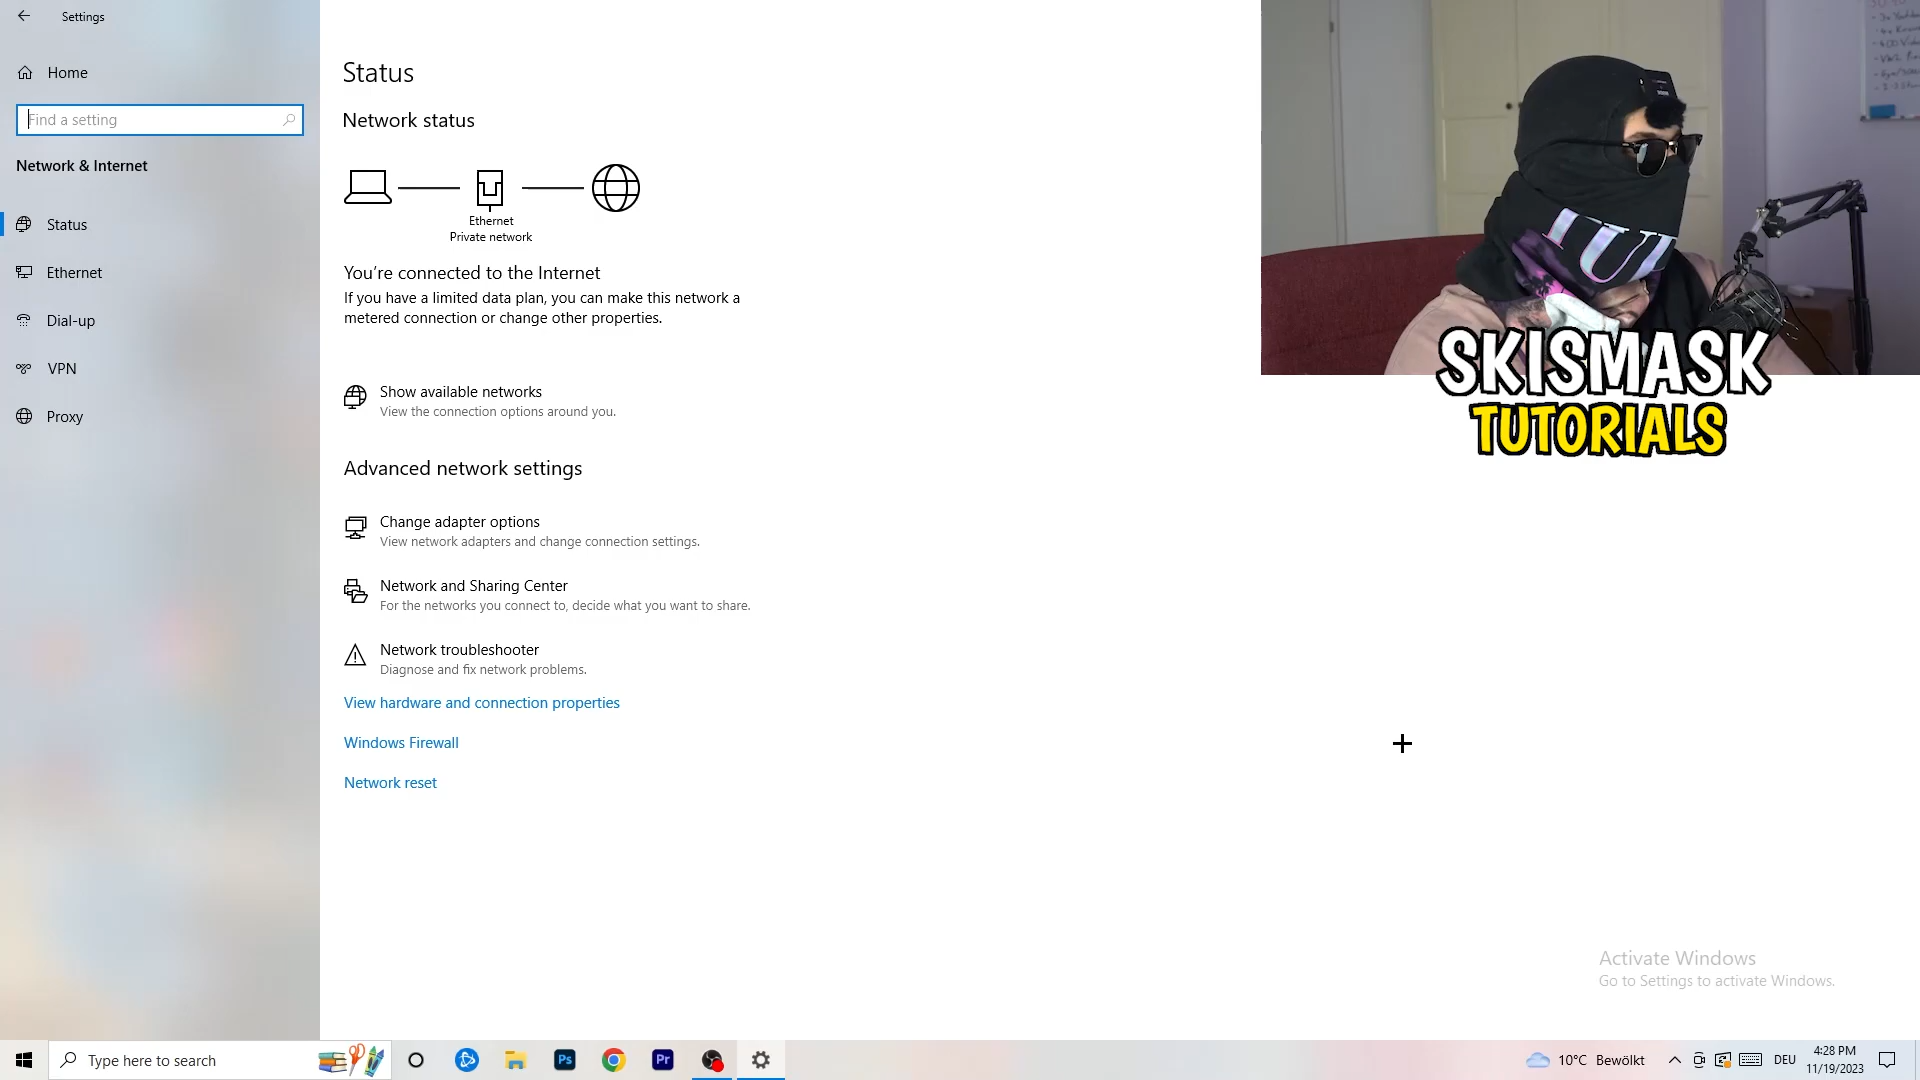 Settings
Home
Find a setting
Network & Internet
Status
Ethernet
Dial-up
VPN
Proxy
Status
Network status
Ethernet
Private network
You're connected to the Internet
If you have a limited data plan, you can make this network a
metered connection or change other properties.
Show available networks
View the connection options around you.
Advanced network settings
Change adapter options
View network adapters and change connection settings.
Network and Sharing Center
For the networks you connect to, decide what you want to share.
Network troubleshooter
Diagnose and fix network problems.
View hardware and connection properties
Windows Firewall
Network reset
SKISMASK
TUTORIALS
Activate Windows
Go to Settings to activate Windows.
Type here to search
Ps
Pr
10°C Bewölkt
DEU
4:28 PM
11/19/2023